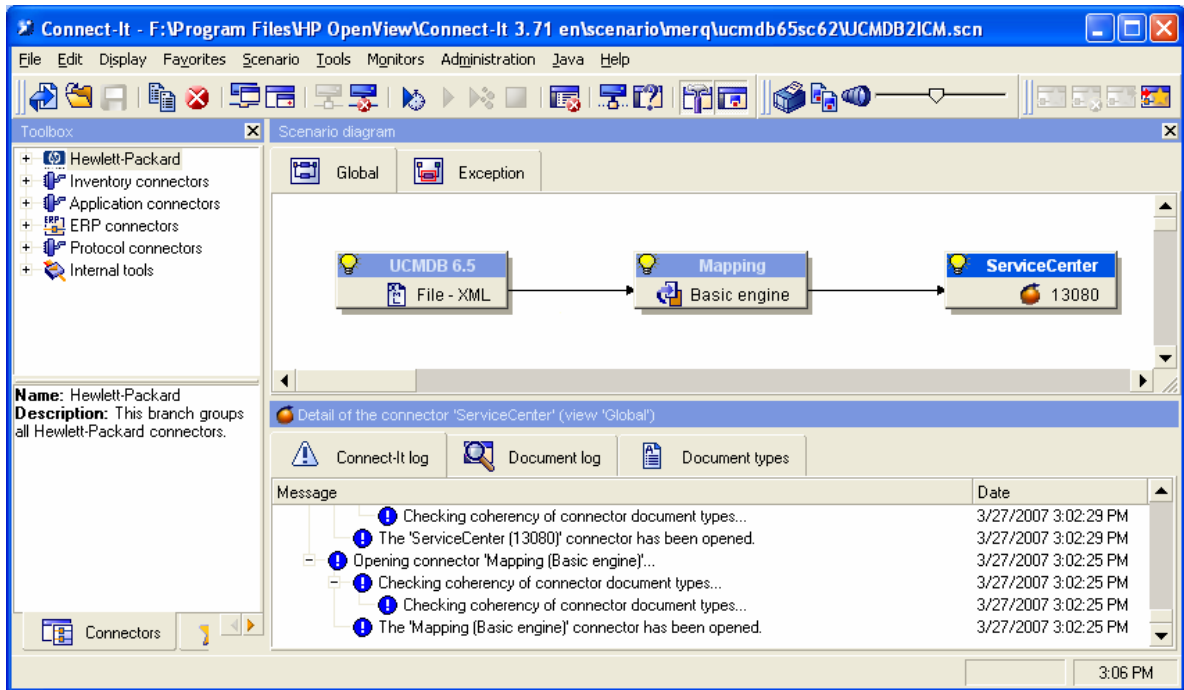 Connect-It - F:\Program Files\HP OpenView\Connect-It 3.71 en\scenario\merq\ucmdb65sc62\UCMDB2ICM.scn
File Edit Display Favorites Scenario Tools Monitors Administration Java Help
Toolbox
Hewlett-Packard
Inventory connectors
Application connectors
ERP connectors
Protocol connectors
Internal tools
Name: Hewlett-Packard
Description: This branch groups
all Hewlett-Packard connectors.
Connectors
Scenario diagram
Global Exception
UCMDB 6.5
File - XML
Mapping
Basic engine
ServiceCenter
13080
Detail of the connector 'ServiceCenter' (view 'Global')
Connect-It log Document log Document types
Message Date
Checking coherency of connector document types... 3/27/2007 3:02:29 PM
The 'ServiceCenter (13080)' connector has been opened. 3/27/2007 3:02:29 PM
Opening connector 'Mapping (Basic engine)'... 3/27/2007 3:02:25 PM
Checking coherency of connector document types... 3/27/2007 3:02:25 PM
Checking coherency of connector document types... 3/27/2007 3:02:25 PM
The 'Mapping (Basic engine)' connector has been opened. 3/27/2007 3:02:25 PM
3:06 PM